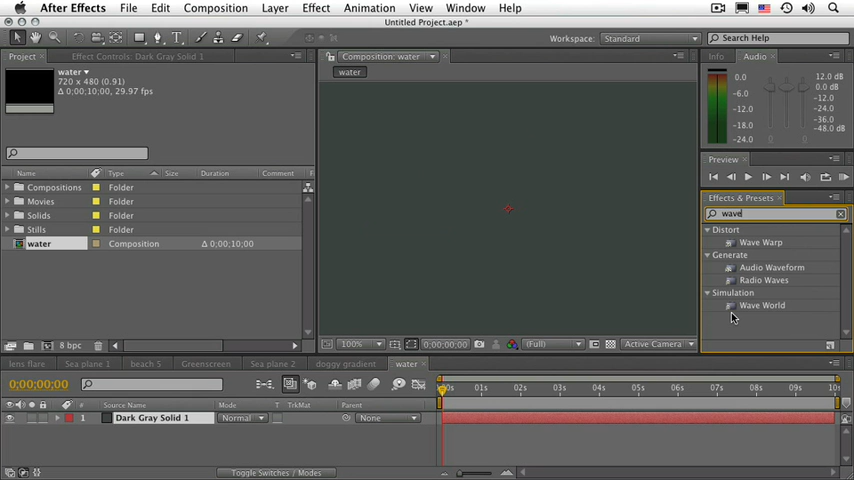 After Effects File Edit Composition Layer Effect Animation View Window Help
Untitled Project.aep *
Workspace: Standard Search Help
Project Effect Controls: Dark Gray Solid 1 Composition: water Info Audio
water
720 x 480 (0.91)
Δ 0;00;10;00, 29.97 fps
water
0.0 12.0 dB
-6.0 0.0 dB
-12.0 -12.0
-18.0 -36.0
-24.0 -48.0 dB
Preview
Name Type Size Duration Comment
Compositions Folder
Movies Folder
Solids Folder
Stills Folder
water Composition Δ 0;00;10;00
Effects & Presets
wave
Distort
Wave Warp
Generate
Audio Waveform
Radio Waves
Simulation
Wave World
8 bpc
100% 0;00;00;00 (Full) Active Camera
lens flare Sea plane 1 beach 5 Greenscreen Sea plane 2 doggy gradient water
0;00;00;00
00s 01s 02s 03s 04s 05s 06s 07s 08s 09s 10s
# Source Name Mode T TrkMat Parent
1 Dark Gray Solid 1 Normal None
Toggle Switches / Modes